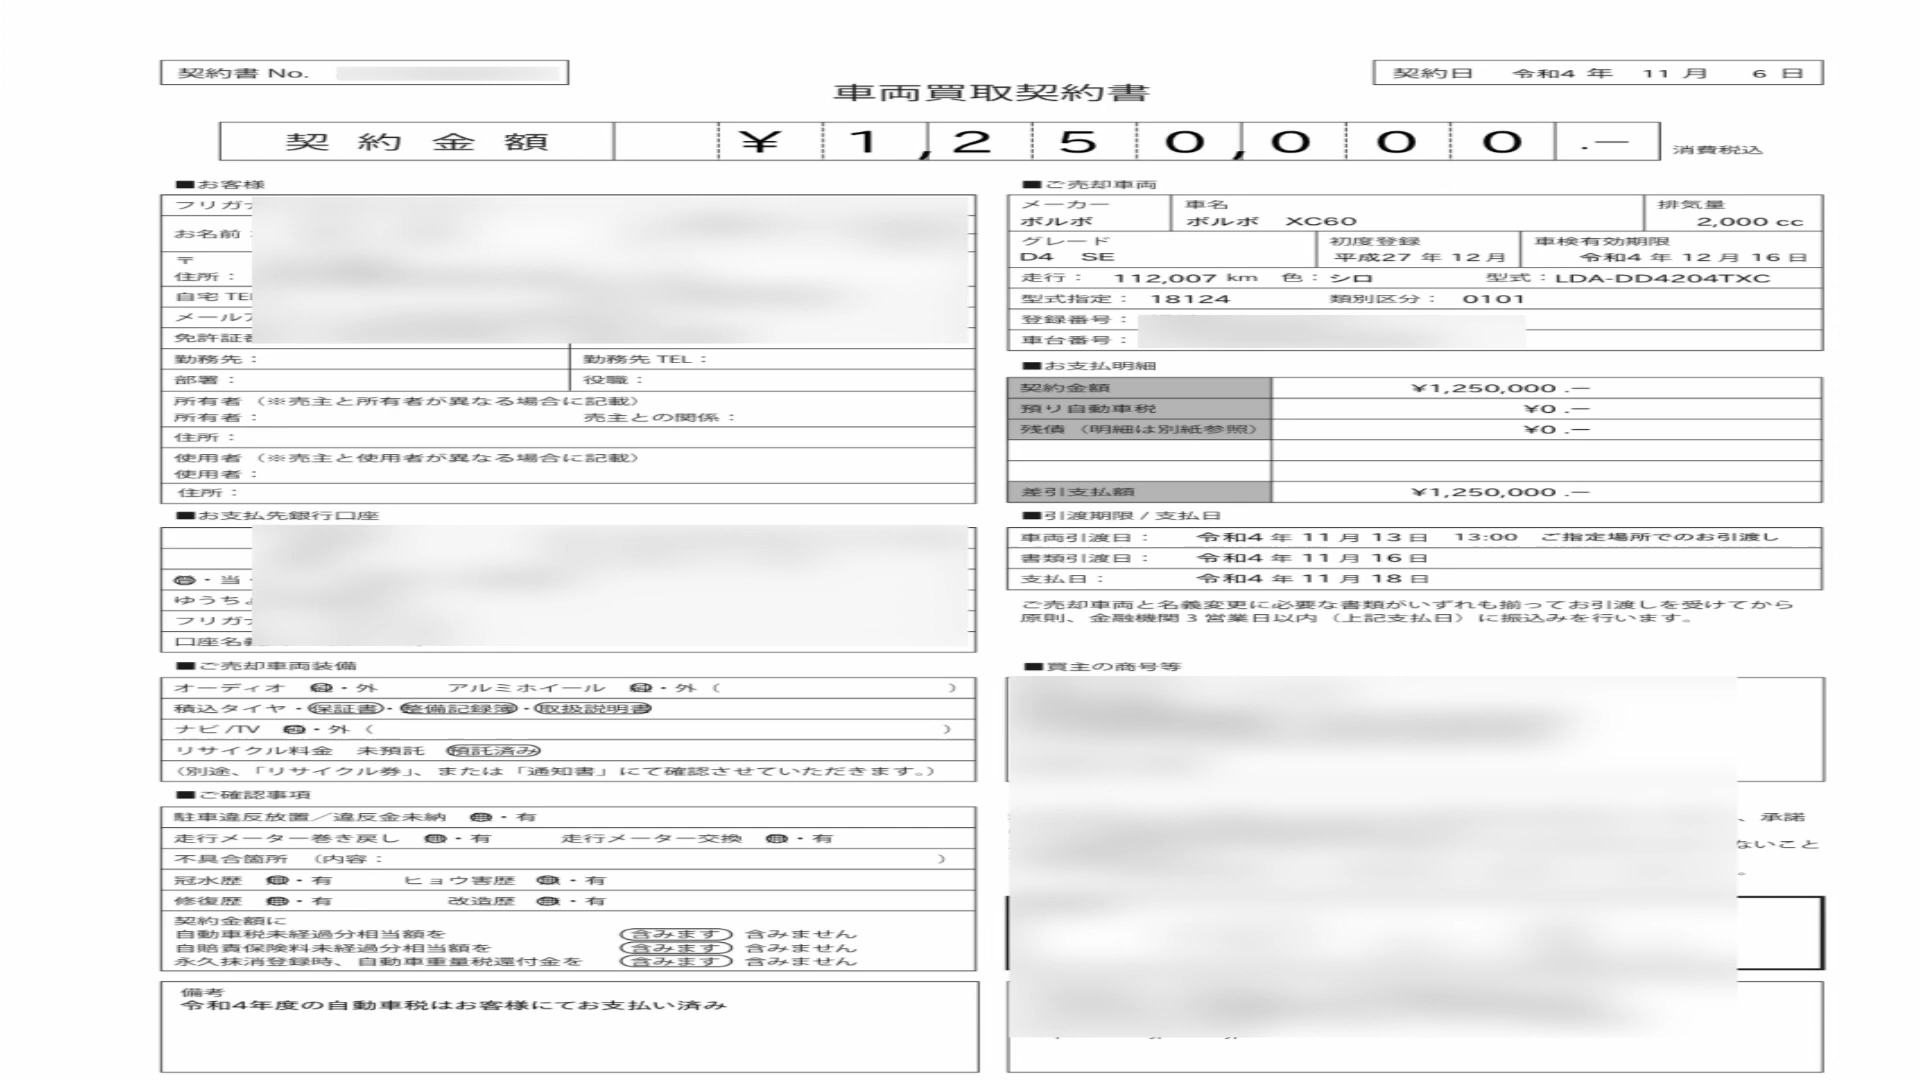 契約書 No.
契約日 令和4 年 11 月 6 日
車両買取契約書
契約金額 ¥1,250,000.― 消費税込
■お客様
フリガナ
お名前：
〒
住所：
自宅 TEL
メールア
免許証番
勤務先： 勤務先 TEL：
部署： 役職：
所有者（※売主と所有者が異なる場合に記載）
所有者： 売主との関係：
住所：
使用者（※売主と使用者が異なる場合に記載）
使用者：
住所：
■お支払先銀行口座
・当・
ゆうちょ
フリガナ
口座名義
■ご売却車両装備
オーディオ ・外 アルミホイール ・外（ ）
積込タイヤ・保証書・整備記録簿・取扱説明書
ナビ/TV ・外（ ）
リサイクル料金 未預託 預託済み
（別途、「リサイクル券」、または「通知書」にて確認させていただきます。）
■ご確認事項
駐車違反放置／違反金未納 無・有
走行メーター巻き戻し 無・有 走行メーター交換 無・有
不具合箇所 （内容： ）
冠水歴 無・有 ヒョウ害歴 無・有
修復歴 無・有 改造歴 無・有
契約金額に
自動車税未経過分相当額を 含みます 含みません
自賠責保険料未経過分相当額を 含みます 含みません
永久抹消登録時、自動車重量税還付金を 含みます 含みません
備考
令和4年度の自動車税はお客様にてお支払い済み
■ご売却車両
メーカー 車名 排気量
ボルボ ボルボ XC60 2,000 cc
グレード 初度登録 車検有効期限
D4 SE 平成27 年 12 月 令和4 年 12 月 16 日
走行： 112,007 km 色：シロ 型式：LDA-DD4204TXC
型式指定： 18124 類別区分： 0101
登録番号：
車台番号：
■お支払明細
契約金額 ¥1,250,000 .―
預り自動車税 ¥0 .―
残債（明細は別紙参照） ¥0 .―
差引支払額 ¥1,250,000 .―
■引渡期限 / 支払日
車両引渡日： 令和4 年 11 月 13 日 13:00 ご指定場所でのお引渡し
書類引渡日： 令和4 年 11 月 16 日
支払日： 令和4 年 11 月 18 日
ご売却車両と名義変更に必要な書類がいずれも揃ってお引渡しを受けてから
原則、金融機関 3 営業日以内（上記支払日）に振込みを行います。
■買主の商号等
、承諾
ないこと
。